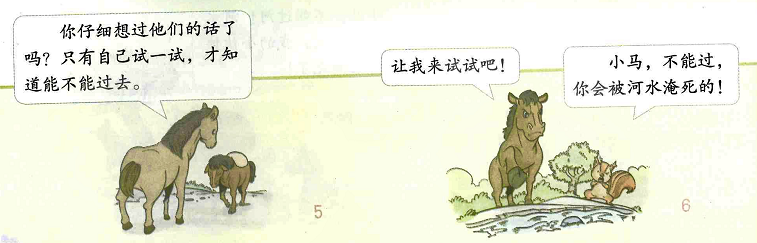 你仔细想过他们的话了
吗？只有自己试一试，才知
道能不能过去。
5
让我来试试吧！
小马，不能过，
你会被河水淹死的！
6